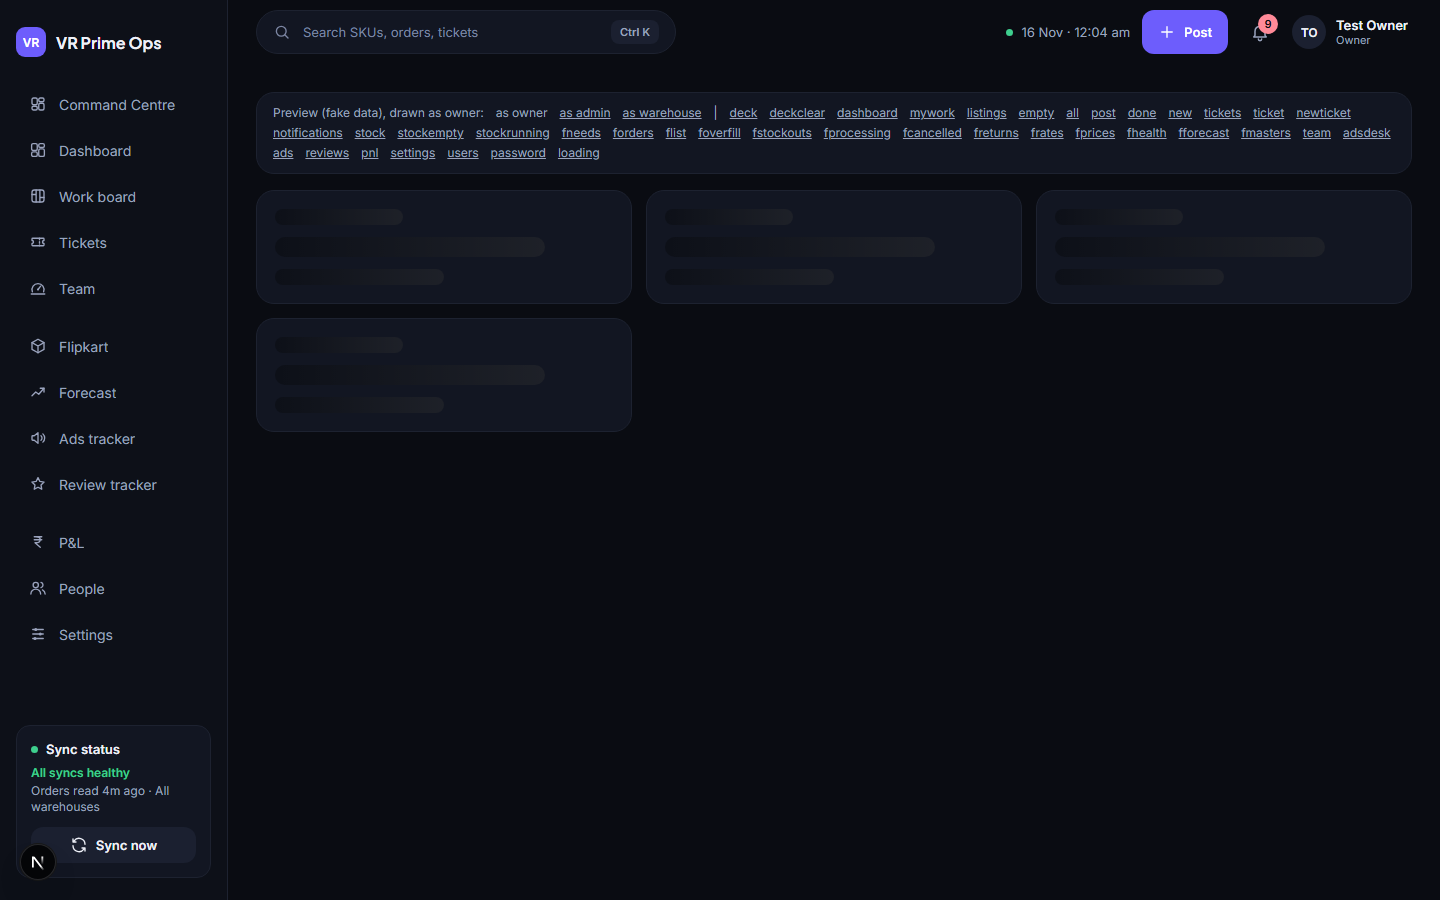 VR VR Prime Ops
Search SKUs, orders, tickets Ctrl K
16 Nov · 12:04 am
+ Post
9
TO Test Owner
Owner
Command Centre
Dashboard
Work board
Tickets
Team
Flipkart
Forecast
Ads tracker
Review tracker
P&L
People
Settings
Sync status
All syncs healthy
Orders read 4m ago · All
warehouses
Sync now
N
Preview (fake data), drawn as owner: as owner as admin as warehouse | deck deckclear dashboard mywork listings empty all post done new tickets ticket newticket
notifications stock stockempty stockrunning fneeds forders flist foverfill fstockouts fprocessing fcancelled freturns frates fprices fhealth fforecast fmasters team adsdesk
ads reviews pnl settings users password loading